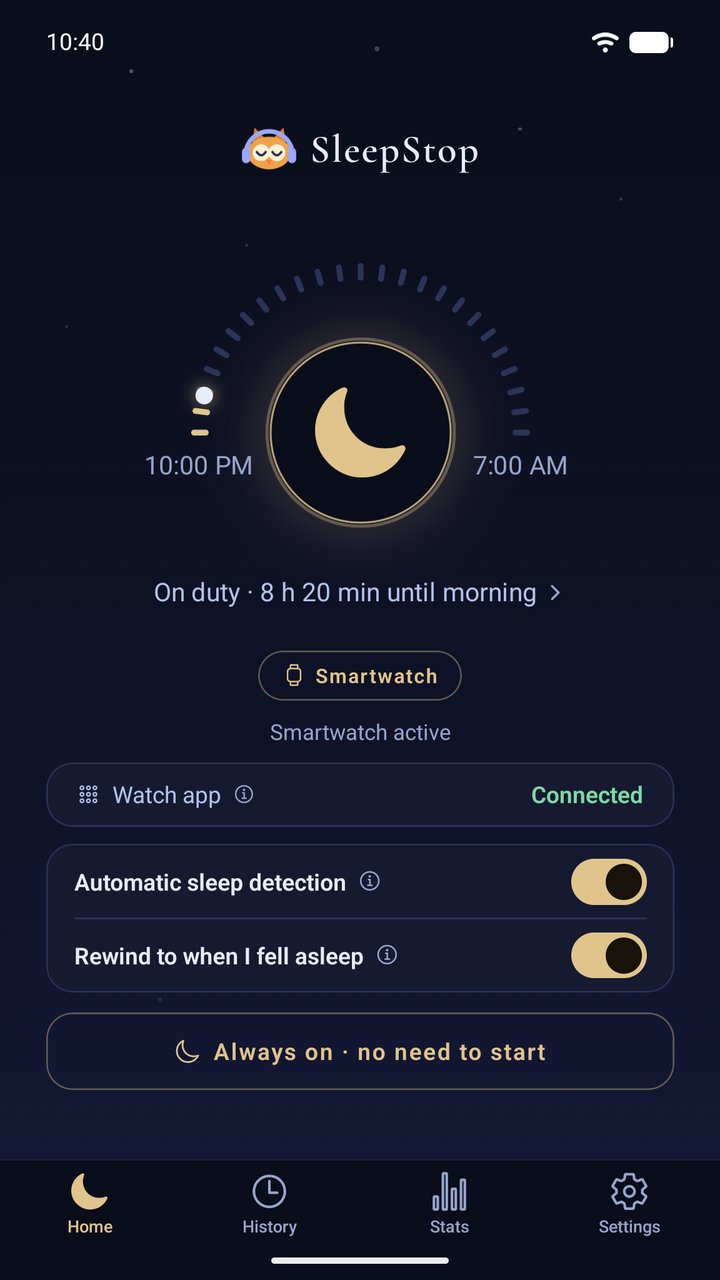 10:40
SleepStop
10:00 PM
7:00 AM
On duty · 8 h 20 min until morning
Smartwatch
Smartwatch active
Watch app
Connected
Automatic sleep detection
Rewind to when I fell asleep
Always on · no need to start
Home
History
Stats
Settings